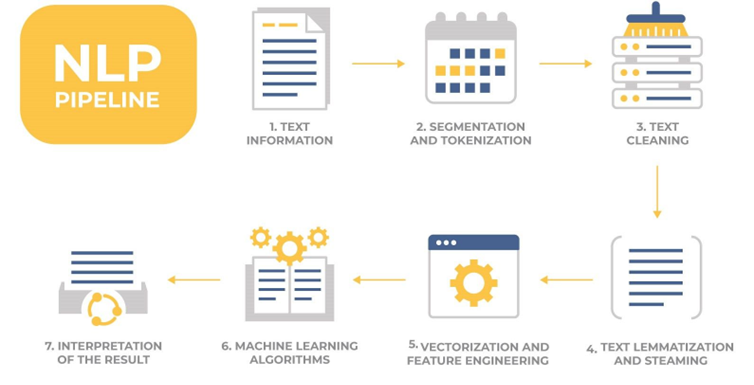 NLP
PIPELINE
1. TEXT
INFORMATION
2. SEGMENTATION
AND TOKENIZATION
3. TEXT
CLEANING
4. TEXT LEMMATIZATION
AND STEAMING
5. VECTORIZATION AND
FEATURE ENGINEERING
6. MACHINE LEARNING
ALGORITHMS
7. INTERPRETATION
OF THE RESULT